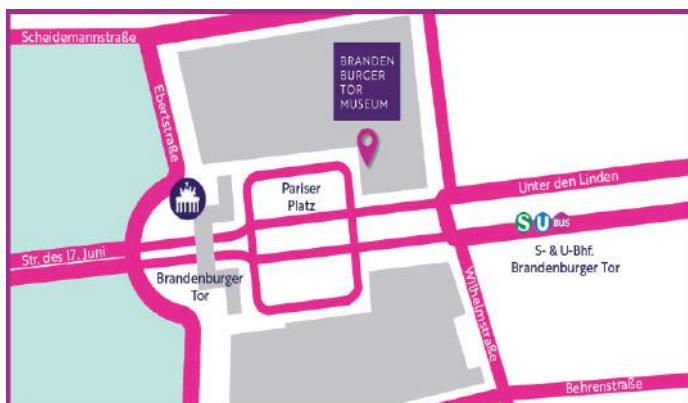 Scheidemannstraße
BRANDEN
BURGER
TOR
MUSEUM
Ebertstraße
Pariser
Platz
Unter den Linden
S U BUS
S- & U-Bhf.
Brandenburger Tor
Str. des 17. Juni
Brandenburger
Tor
Wilhelmstraße
Behrenstraße